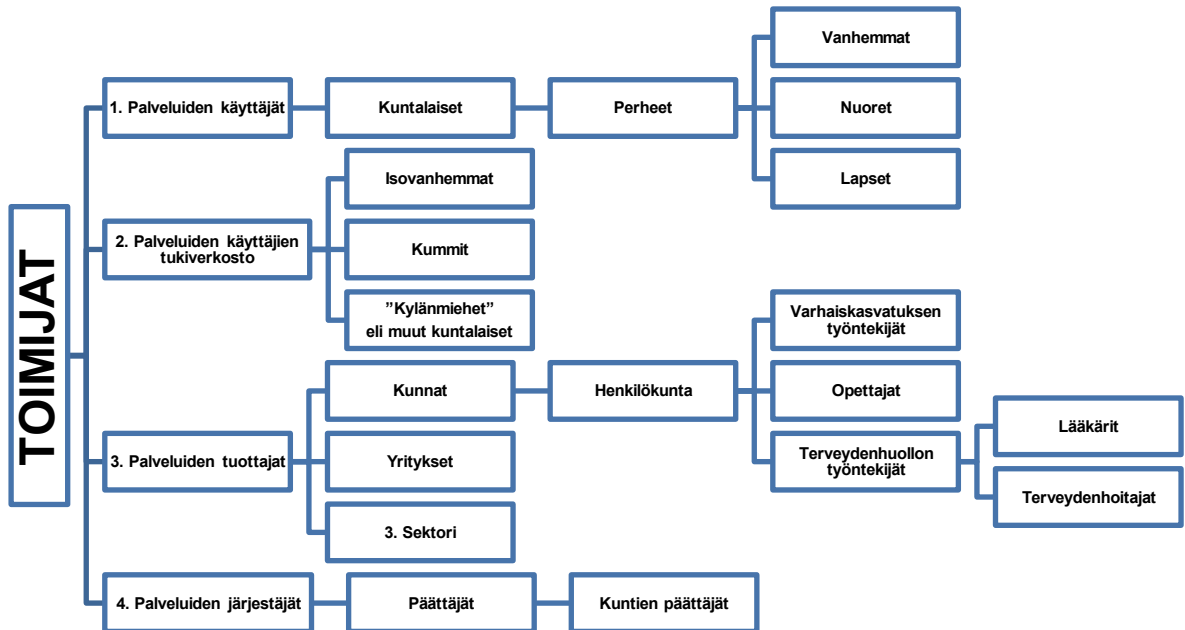 TOIMIJAT
1. Palveluiden käyttäjät
Kuntalaiset
Perheet
Vanhemmat
Nuoret
Lapset
2. Palveluiden käyttäjien
tukiverkosto
Isovanhemmat
Kummit
”Kylänmiehet”
eli muut kuntalaiset
3. Palveluiden tuottajat
Kunnat
Henkilökunta
Varhaiskasvatuksen
työntekijät
Opettajat
Terveydenhuollon
työntekijät
Lääkärit
Terveydenhoitajat
Yritykset
3. Sektori
4. Palveluiden järjestäjät
Päättäjät
Kuntien päättäjät